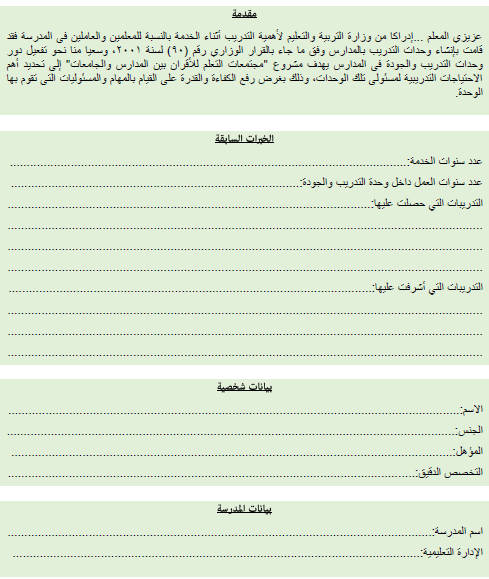 مقدمة
عزيزي المعلم ...إدراكا من وزارة التربية والتعليم لأهمية التدريب أثناء الخدمة بالنسبة للمعلمين والعاملين في المدرسة فقد
قامت بإنشاء وحدات التدريب بالمدارس وفق ما جاء بالقرار الوزاري رقم (٩٠) لسنة ٢٠٠١، وسعيا منا نحو تفعيل دور
وحدات التدريب والجودة في المدارس يهدف مشروع "مجتمعات التعلم للأقران بين المدارس والجامعات" إلى تحديد أهم
الاحتياجات التدريبية لمسئولى تلك الوحدات، وذلك بغرض رفع الكفاءة والقدرة على القيام بالمهام والمسئوليات التى تقوم بها
الوحدة.
الخبرات السابقة
عدد سنوات الخدمة:........................................
عدد سنوات العمل داخل وحدة التدريب والجودة:........................................
التدريبات التي حصلت عليها:........................................
........................................
........................................
........................................
التدريبات التي أشرفت عليها:........................................
........................................
........................................
........................................
بيانات شخصية
الاسم:........................................
الجنس:........................................
المؤهل:........................................
التخصص الدقيق:........................................
بيانات المدرسة
اسم المدرسة:........................................
الإدارة التعليمية:........................................